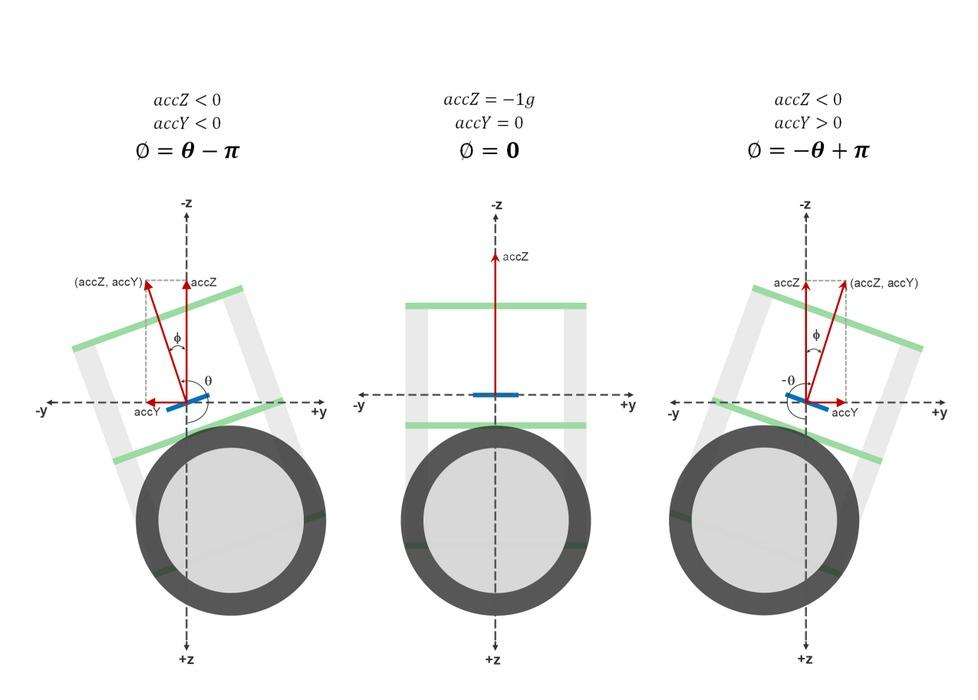 accZ < 0
accY < 0
∅ = θ − π
accZ = −1g
accY = 0
∅ = 0
accZ < 0
accY > 0
∅ = −θ + π
-z
(accZ, accY)
accZ
ϕ
θ
-y
accY
+y
+z
-z
accZ
-y
+y
+z
-z
accZ
(accZ, accY)
ϕ
-θ
-y
accY
+y
+z